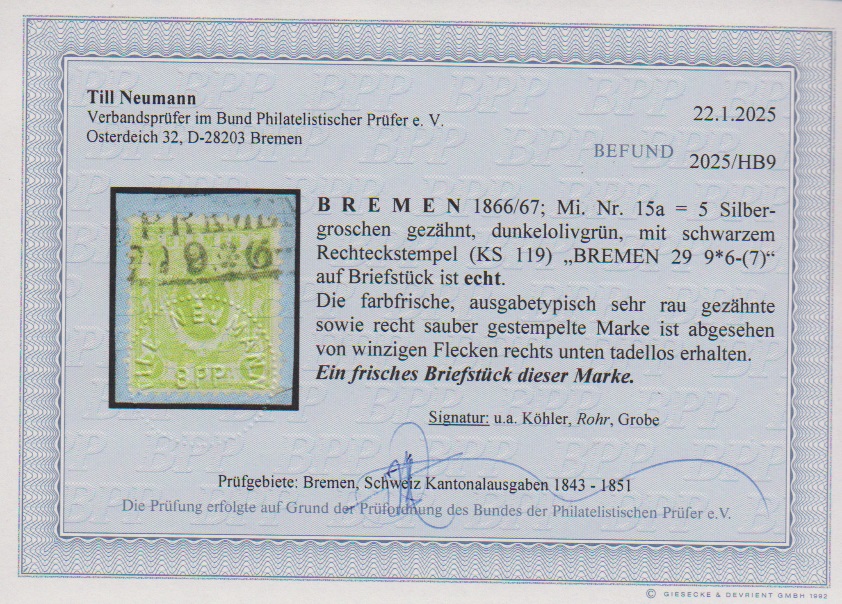 Till Neumann
Verbandsprüfer im Bund Philatelistischer Prüfer e. V.
Osterdeich 32, D-28203 Bremen
22.1.2025
BEFUND 2025/HB9
B R E M E N 1866/67; Mi. Nr. 15a = 5 Silber-
groschen gezähnt, dunkelolivgrün, mit schwarzem
Rechteckstempel (KS 119) „BREMEN 29 9*6-(7)“
auf Briefstück ist echt.
Die farbfrische, ausgabetypisch sehr rau gezähnte
sowie recht sauber gestempelte Marke ist abgesehen
von winzigen Flecken rechts unten tadellos erhalten.
Ein frisches Briefstück dieser Marke.
Signatur: u.a. Köhler, Rohr, Grobe
TILL NEUMANN
BPP
Prüfgebiete: Bremen, Schweiz Kantonalausgaben 1843 - 1851
Die Prüfung erfolgte auf Grund der Prüfordnung des Bundes der Philatelistischen Prüfer e.V.
© GIESECKE & DEVRIENT GMBH 1992